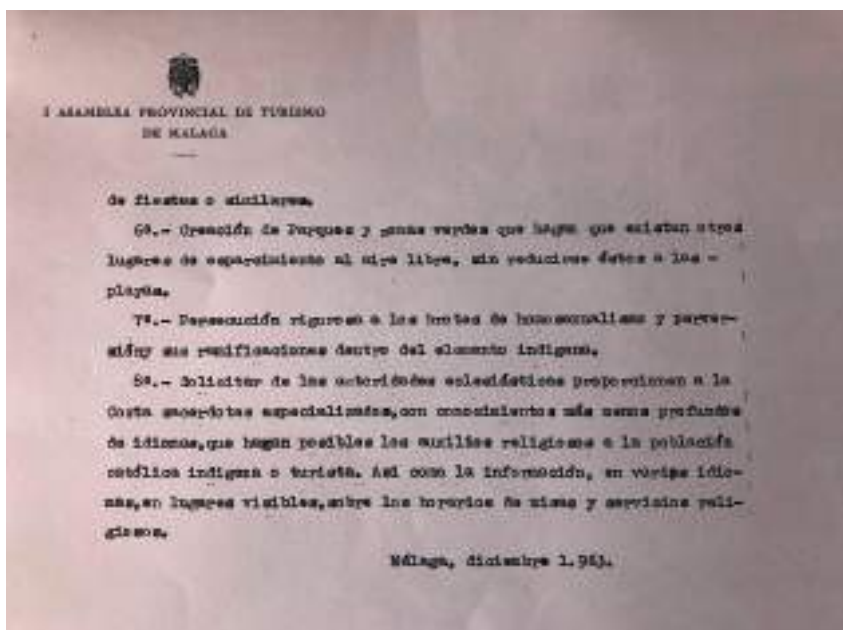 I ASAMBLEA PROVINCIAL DE TURISMO
DE MALAGA
de fiestas o similares.
6ª.- Creación de Parques y zonas verdes que hagan que existan otros
lugares de esparcimiento al aire libre, sin reducirse éstos a las -
playas.
7ª.- Persecución rigurosa a los brotes de homosexualismo y perver-
sióny sus ramificaciones dentro del elemento indígena.
8ª.- Solicitar de las autoridades eclesiásticas proporcionen a la
Costa sacerdotes especializados,con conocimientos más menos profundos
de idiomas,que hagan posibles los auxilios religiosos a la población
católica indígena o turista. Así como la información, en varios idio-
mas,en lugares visibles,sobre los horarios de misas y servicios reli-
giosos.
Málaga, diciembre 1.963.